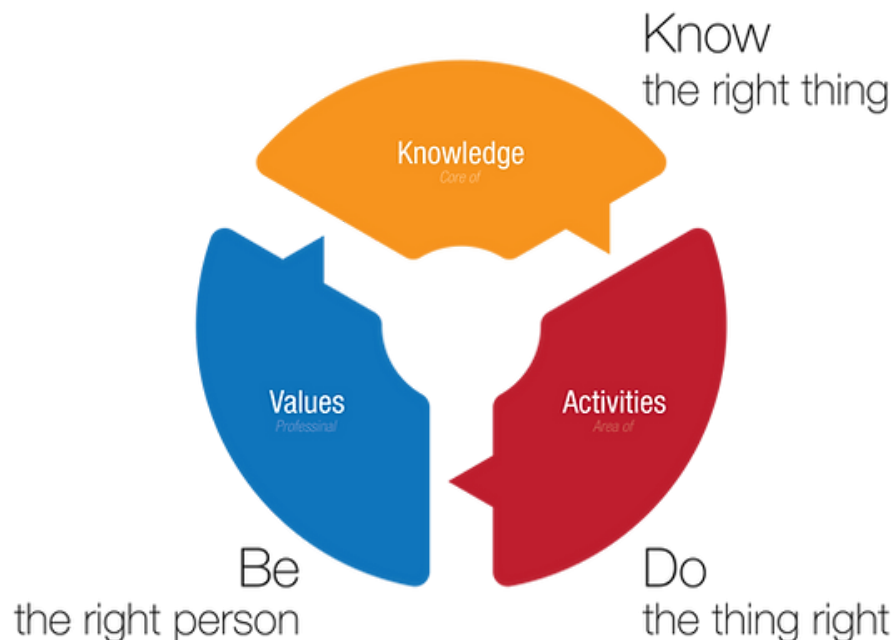 Know
the right thing
Knowledge
Core of
Values
Professinal
Activities
Area of
Be
the right person
Do
the thing right